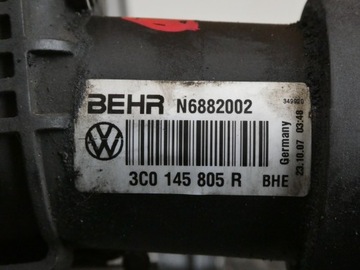 BEHR N6882002
3C0 145 805 R BHE
Germany
23.10.07 03:48